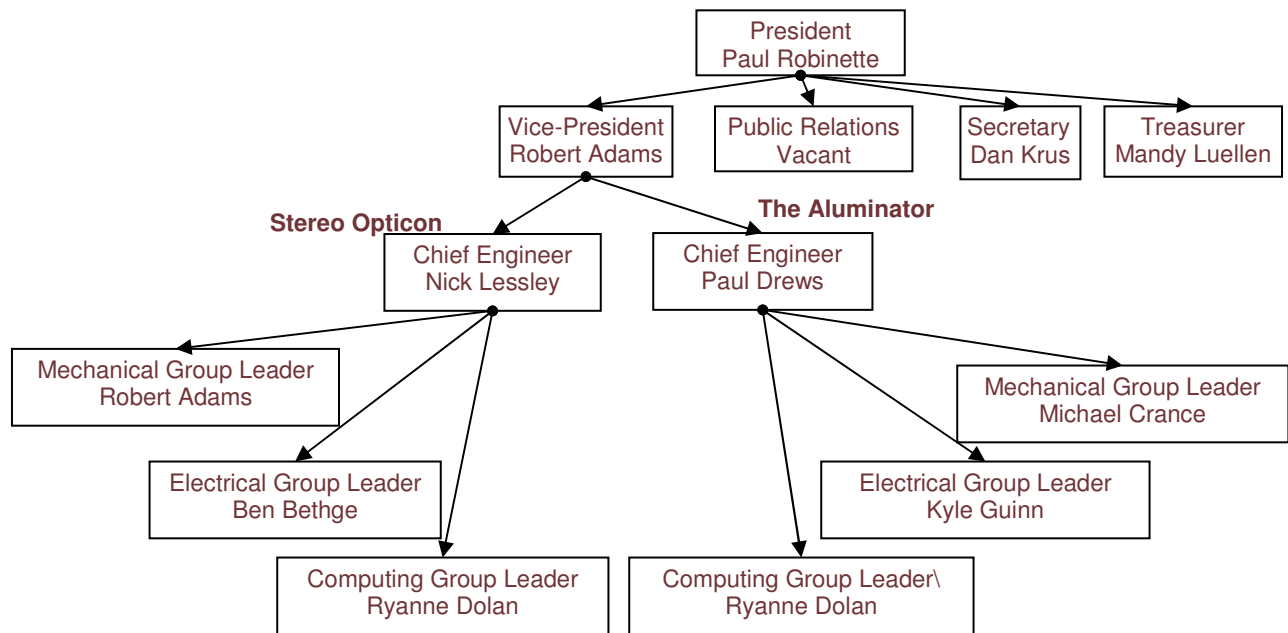 President
Paul Robinette
Vice-President
Robert Adams
Public Relations
Vacant
Secretary
Dan Krus
Treasurer
Mandy Luellen
Stereo Opticon
The Aluminator
Chief Engineer
Nick Lessley
Chief Engineer
Paul Drews
Mechanical Group Leader
Robert Adams
Mechanical Group Leader
Michael Crance
Electrical Group Leader
Ben Bethge
Electrical Group Leader
Kyle Guinn
Computing Group Leader
Ryanne Dolan
Computing Group Leader\
Ryanne Dolan